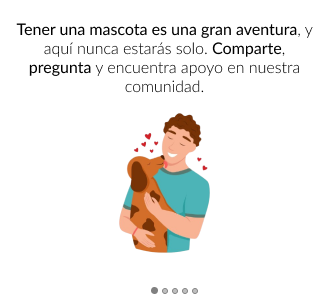 Tener una mascota es una gran aventura, y
aquí nunca estarás solo. Comparte,
pregunta y encuentra apoyo en nuestra
comunidad.